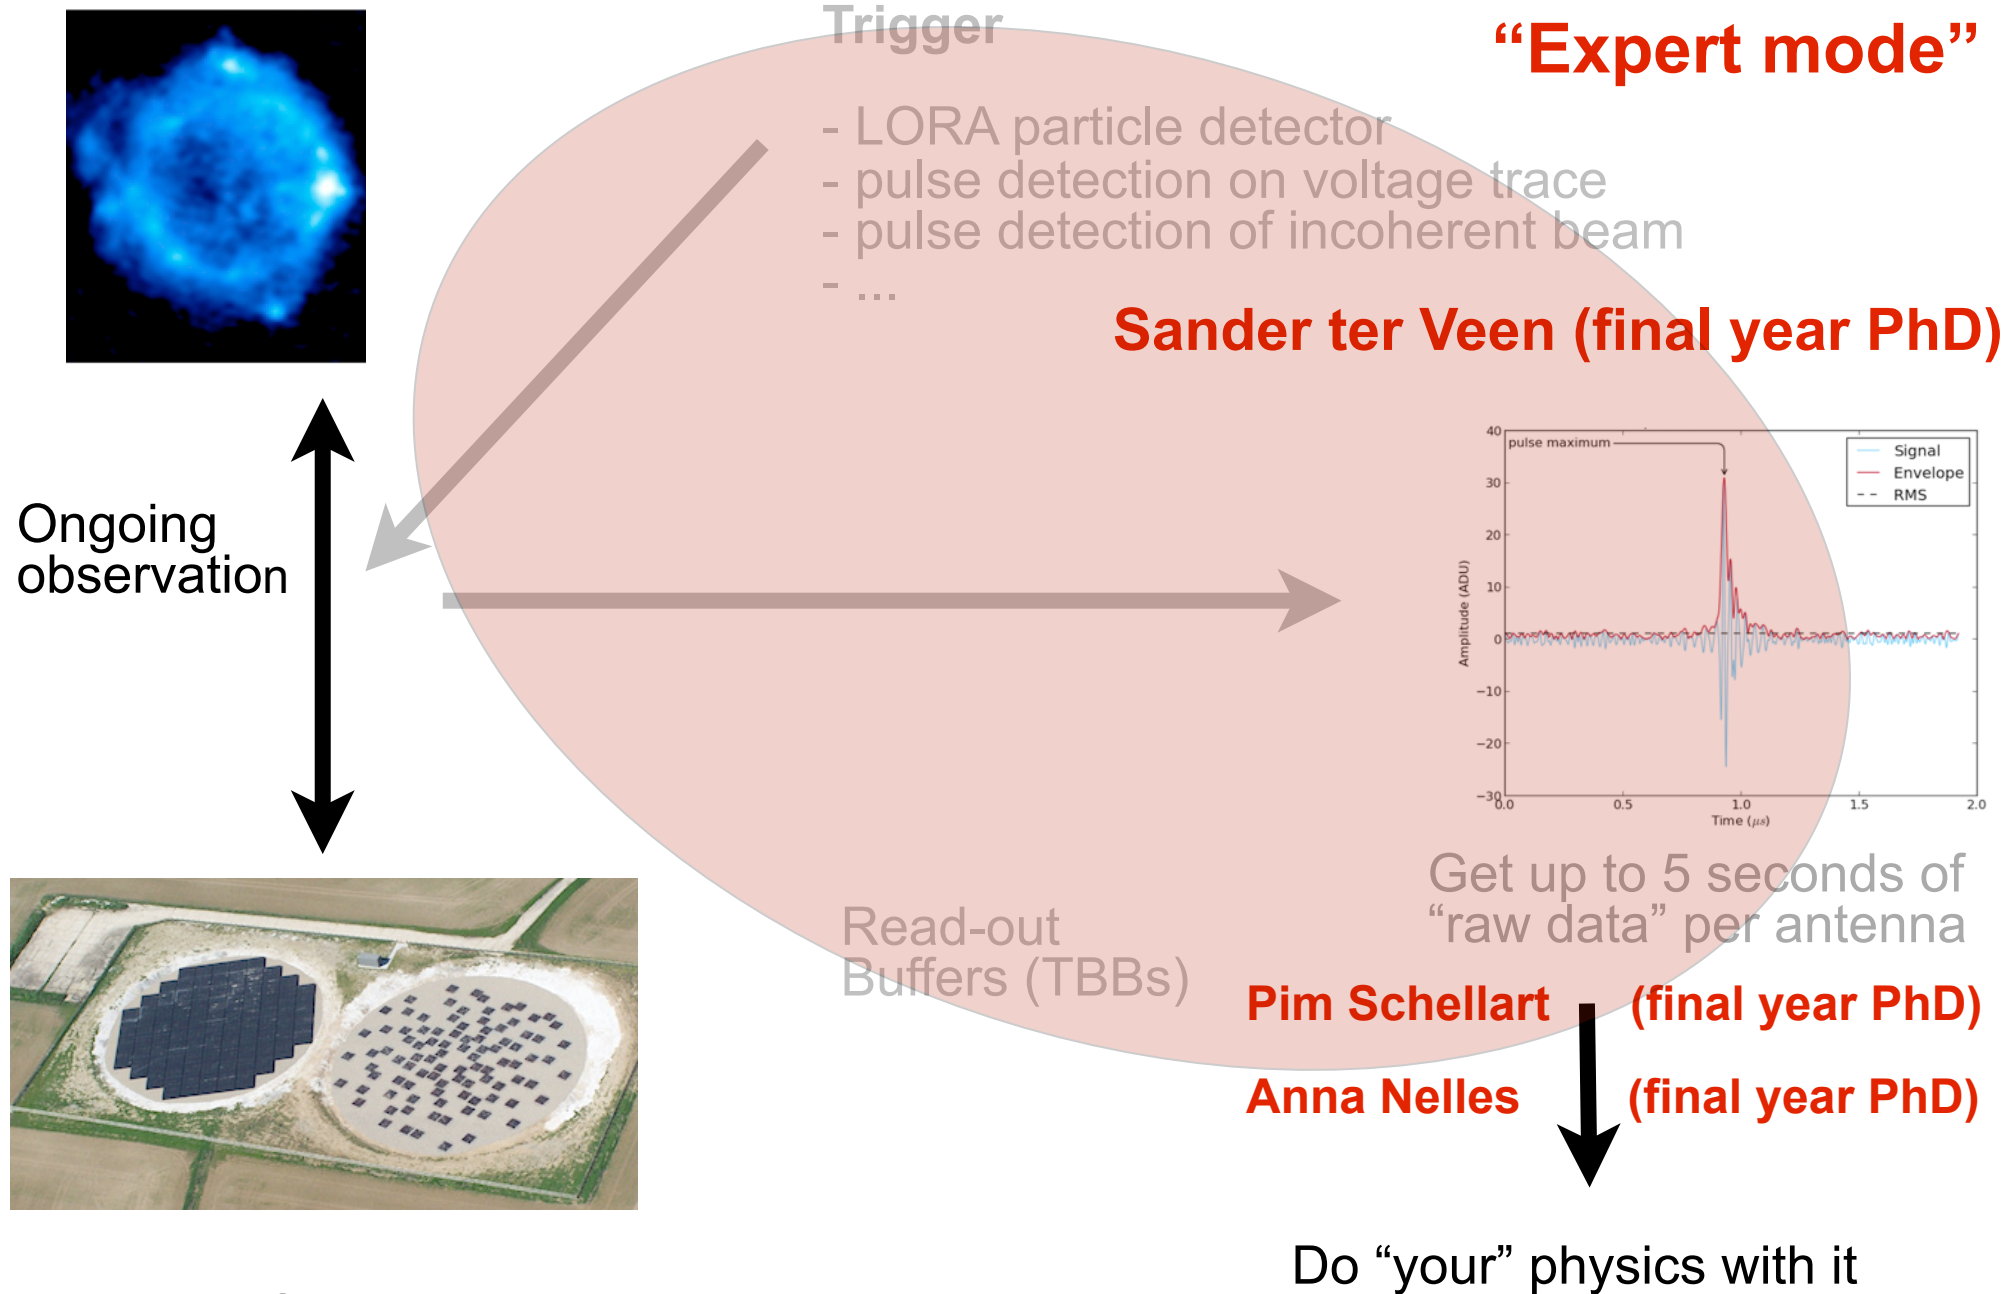 Trigger
“Expert mode”
- LORA particle detector
- pulse detection on voltage trace
- pulse detection of incoherent beam
- ...
Sander ter Veen (final year PhD)
Ongoing
observation
40
30
20
10
0
−10
−20
−30
pulse maximum
Signal
Envelope
RMS
Amplitude (ADU)
0.0
0.5
1.0
1.5
2.0
Time (μs)
Get up to 5 seconds of
“raw data” per antenna
Read-out
Buffers (TBBs)
Pim Schellart (final year PhD)
Anna Nelles (final year PhD)
Do “your” physics with it